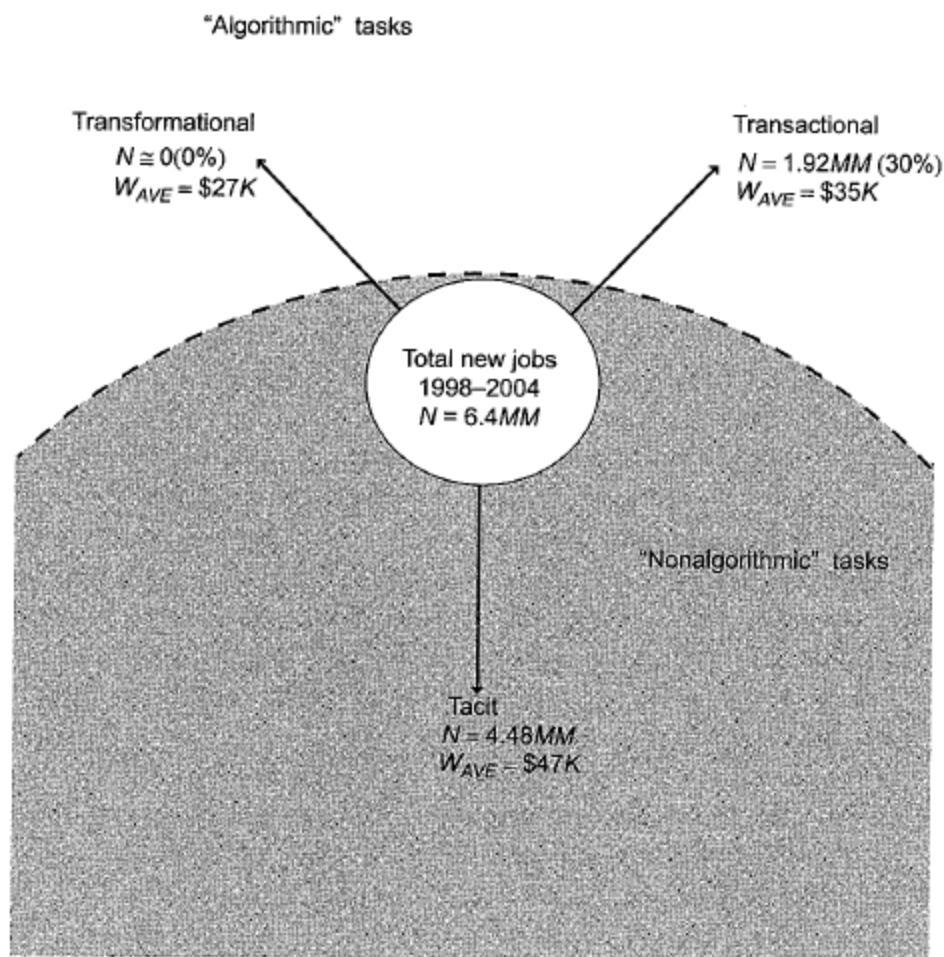 “Algorithmic” tasks
Transformational
N ≅ 0(0%)
W_AVE = $27K
Transactional
N = 1.92MM (30%)
W_AVE = $35K
Total new jobs
1998–2004
N = 6.4MM
“Nonalgorithmic” tasks
Tacit
N = 4.48MM
W_AVE = $47K